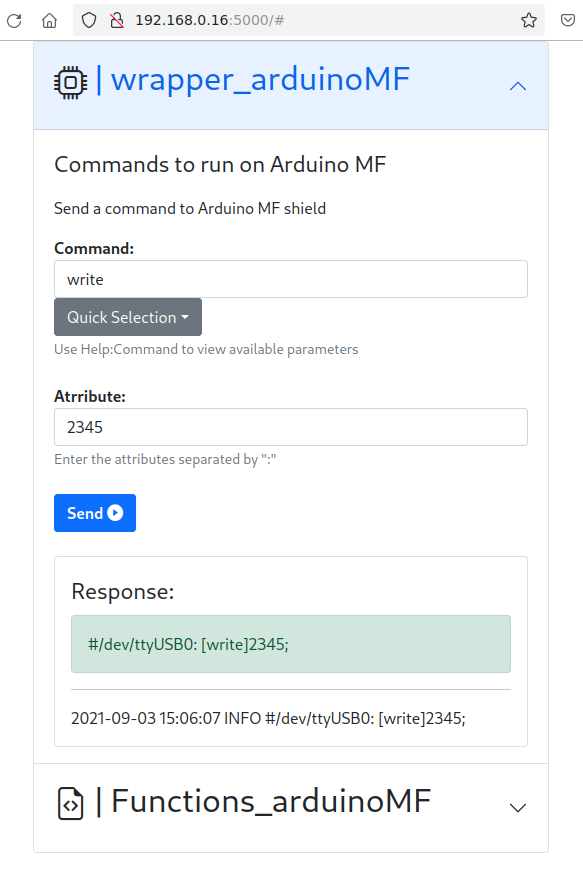 192.168.0.16:5000/#
| wrapper_arduinoMF
Commands to run on Arduino MF
Send a command to Arduino MF shield
Command:
write
Quick Selection
Use Help:Command to view available parameters
Atrribute:
2345
Enter the attributes separated by ":"
Send
Response:
#/dev/ttyUSB0: [write]2345;
2021-09-03 15:06:07 INFO #/dev/ttyUSB0: [write]2345;
| Functions_arduinoMF